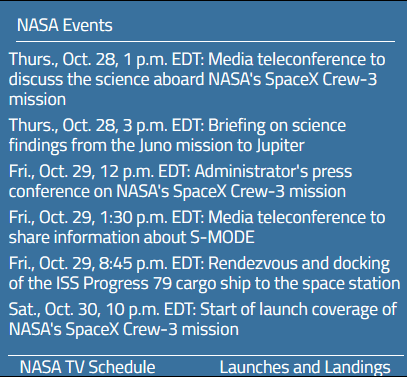 NASA Events
Thurs., Oct. 28, 1 p.m. EDT: Media teleconference to
discuss the science aboard NASA's SpaceX Crew-3
mission
Thurs., Oct. 28, 3 p.m. EDT: Briefing on science
findings from the Juno mission to Jupiter
Fri., Oct. 29, 12 p.m. EDT: Administrator's press
conference on NASA's SpaceX Crew-3 mission
Fri., Oct. 29, 1:30 p.m. EDT: Media teleconference to
share information about S-MODE
Fri., Oct. 29, 8:45 p.m. EDT: Rendezvous and docking
of the ISS Progress 79 cargo ship to the space station
Sat., Oct. 30, 10 p.m. EDT: Start of launch coverage of
NASA's SpaceX Crew-3 mission
NASA TV Schedule Launches and Landings